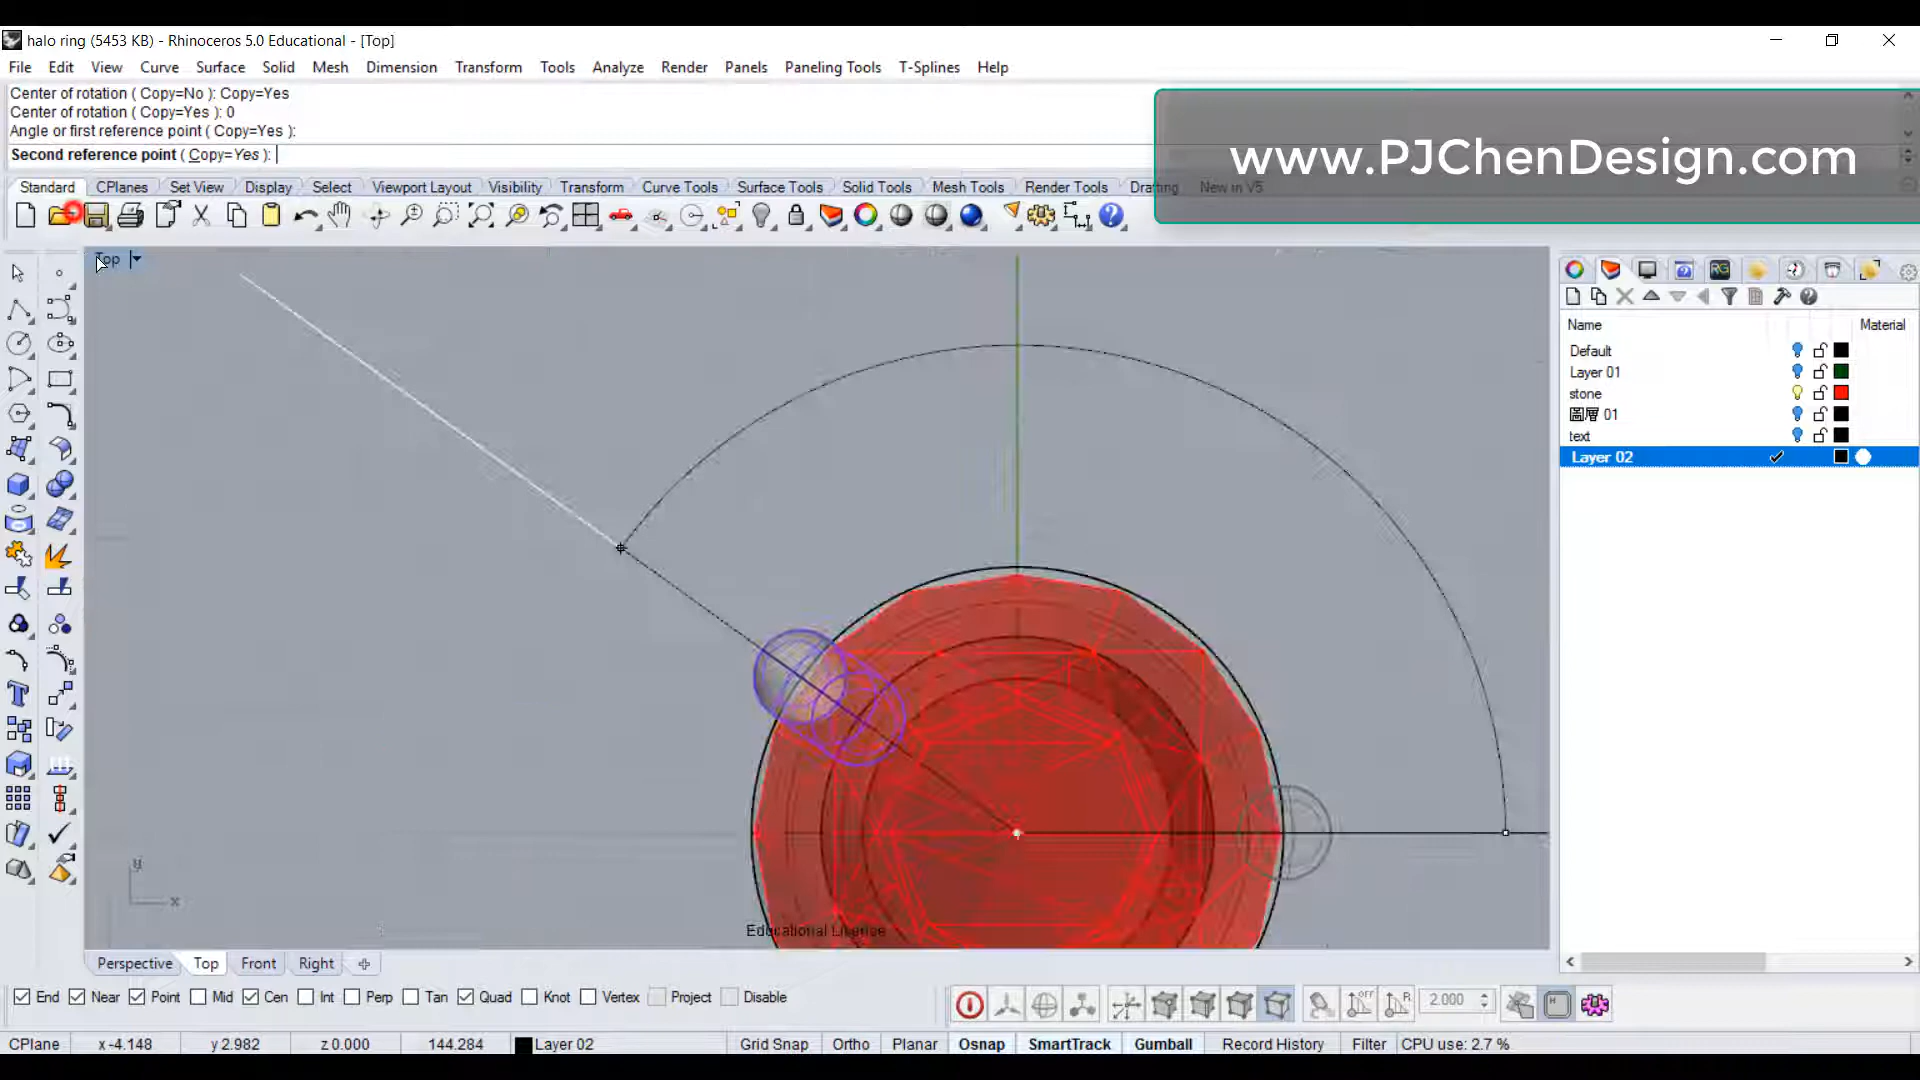 halo ring (5453 KB) - Rhinoceros 5.0 Educational - [Top]
File Edit View Curve Surface Solid Mesh Dimension Transform Tools Analyze Render Panels Paneling Tools T-Splines Help
Center of rotation ( Copy=No ): Copy=Yes
Center of rotation ( Copy=Yes ): 0
Angle or first reference point ( Copy=Yes ):
Second reference point ( Copy=Yes ):
www.PJChenDesign.com
Standard CPlanes Set View Display Select Viewport Layout Visibility Transform Curve Tools Surface Tools Solid Tools Mesh Tools Render Tools Drafting New in V5
Top
Name Material
Default
Layer 01
stone
圖層 01
text
Layer 02
y
x
Educational License
Perspective Top Front Right
End Near Point Mid Cen Int Perp Tan Quad Knot Vertex Project Disable
2.000
CPlane x -4.148 y 2.982 z 0.000 144.284 Layer 02 Grid Snap Ortho Planar Osnap SmartTrack Gumball Record History Filter CPU use: 2.7 %